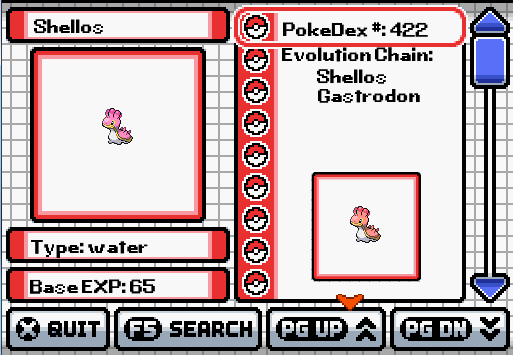 Shellos
PokeDex #: 422
Evolution Chain:
Shellos
Gastrodon
Type: water
Base EXP: 65
X QUIT
F5 SEARCH
PG UP
PG DN